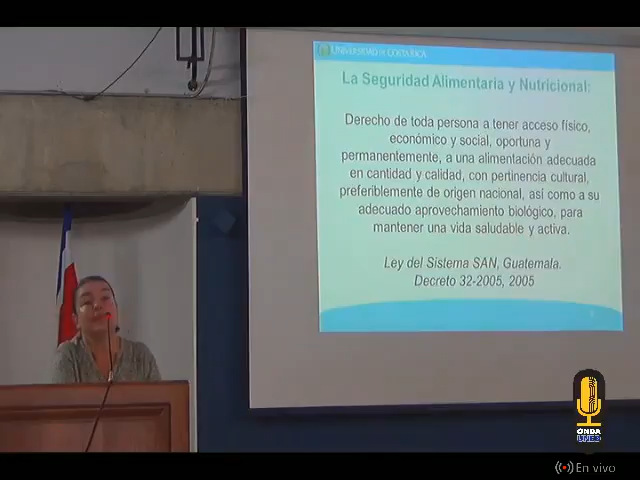 UNIVERSIDAD DE COSTA RICA
La Seguridad Alimentaria y Nutricional:
Derecho de toda persona a tener acceso físico,
económico y social, oportuna y
permanentemente, a una alimentación adecuada
en cantidad y calidad, con pertinencia cultural,
preferiblemente de origen nacional, así como a su
adecuado aprovechamiento biológico, para
mantener una vida saludable y activa.
Ley del Sistema SAN, Guatemala.
Decreto 32-2005, 2005
ONDA
UNED
En vivo